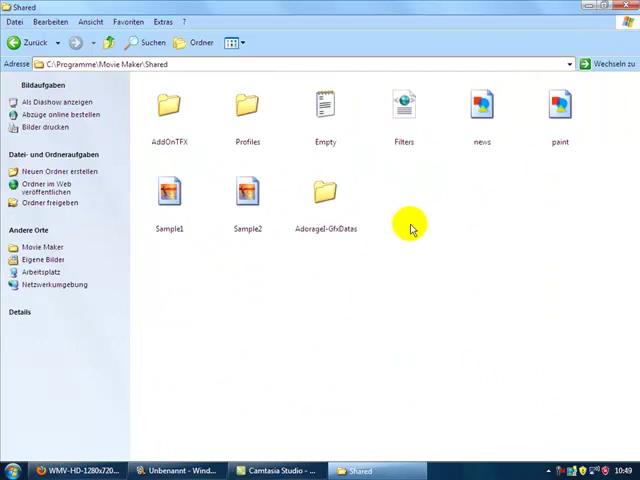 Shared
Datei Bearbeiten Ansicht Favoriten Extras ?
Zurück Suchen Ordner
Adresse C:\Programme\Movie Maker\Shared Wechseln zu
Bildaufgaben
Als Diashow anzeigen
Abzüge online bestellen
Bilder drucken
Datei- und Ordneraufgaben
Neuen Ordner erstellen
Ordner im Web
veröffentlichen
Ordner freigeben
Andere Orte
Movie Maker
Eigene Bilder
Arbeitsplatz
Netzwerkumgebung
Details
AddOnTFX Profiles Empty Filters news paint
Sample1 Sample2 AdorageI-GfxDatas
WMV-HD-1280x720... Unbenannt - Wind... Camtasia Studio - ... Shared 10:49